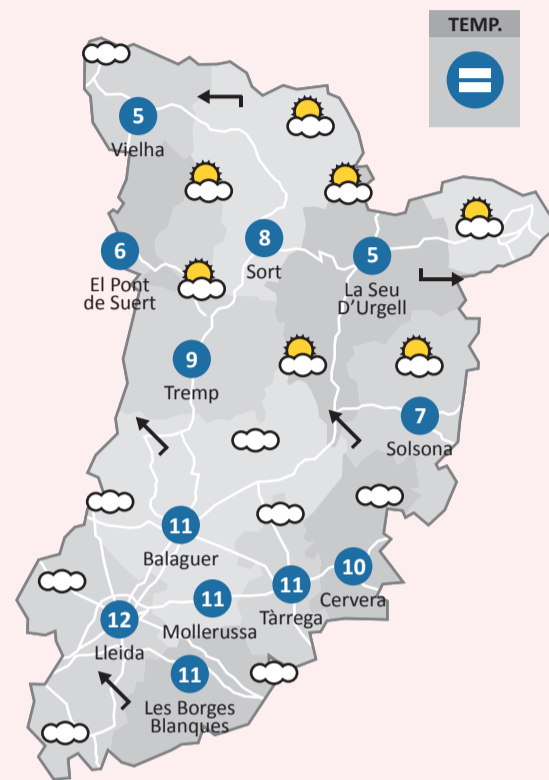 TEMP.
5
Vielha
6
El Pont
de Suert
8
Sort
5
La Seu
D’Urgell
9
Tremp
7
Solsona
11
Balaguer
11
Mollerussa
11
Tàrrega
10
Cervera
12
Lleida
11
Les Borges
Blanques